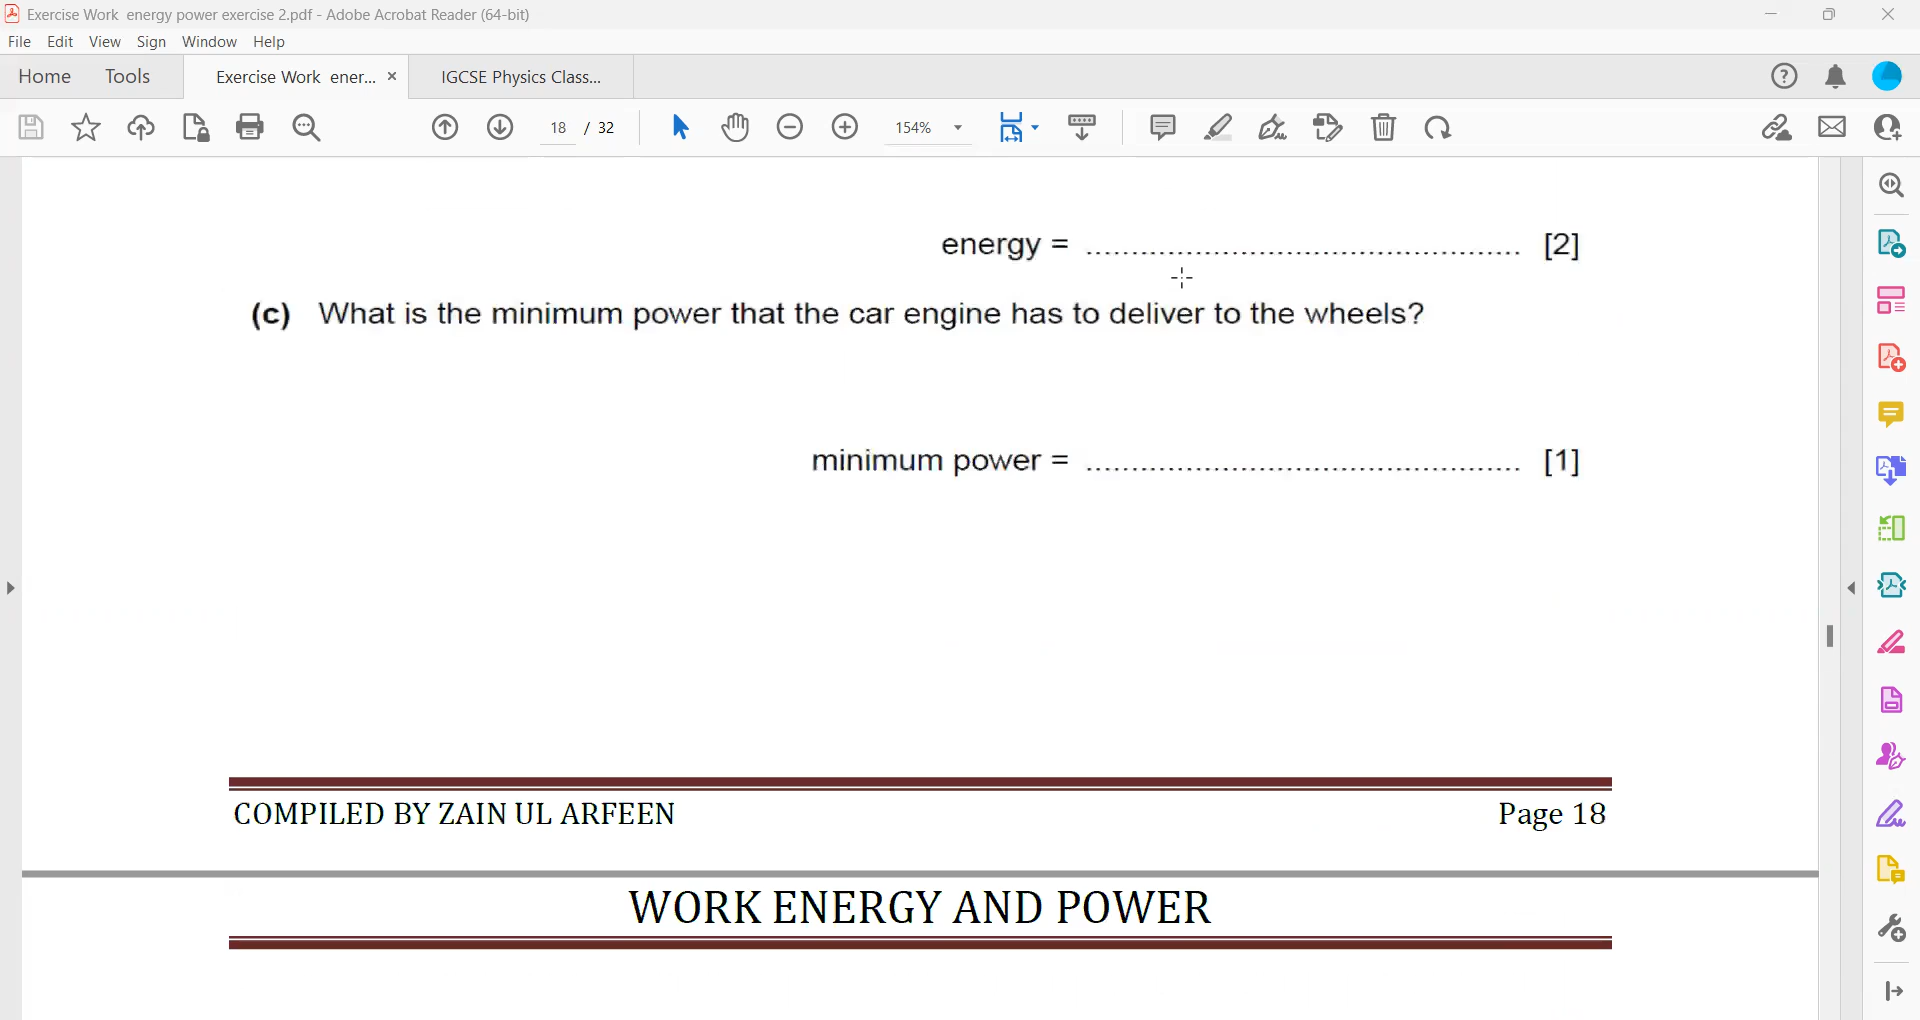 Exercise Work energy power exercise 2.pdf - Adobe Acrobat Reader (64-bit)
File Edit View Sign Window Help
Home Tools Exercise Work ener... × IGCSE Physics Class...
18 / 32 154%
energy = .................................................. [2]
(c) What is the minimum power that the car engine has to deliver to the wheels?
minimum power = .................................................. [1]
COMPILED BY ZAIN UL ARFEEN Page 18
WORK ENERGY AND POWER